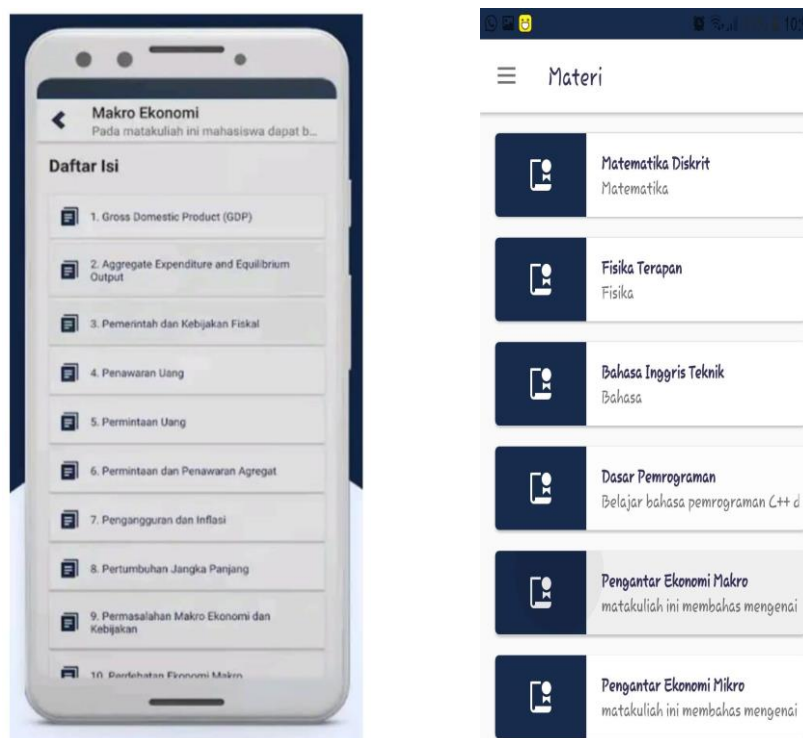 Makro Ekonomi
Pada matakuliah ini mahasiswa dapat b...
Daftar Isi
1. Gross Domestic Product (GDP)
2. Aggregate Expenditure and Equilibrium
Output
3. Pemerintah dan Kebijakan Fiskal
4. Penawaran Uang
5. Permintaan Uang
6. Permintaan dan Penawaran Agregat
7. Pengangguran dan Inflasi
8. Pertumbuhan Jangka Panjang
9. Permasalahan Makro Ekonomi dan
Kebijakan
10. Perdebatan Ekonomi Makro
Materi
Matematika Diskrit
Matematika
Fisika Terapan
Fisika
Bahasa Inggris Teknik
Bahasa
Dasar Pemrograman
Belajar bahasa pemrograman C++ d
Pengantar Ekonomi Makro
matakuliah ini membahas mengenai
Pengantar Ekonomi Mikro
matakuliah ini membahas mengenai